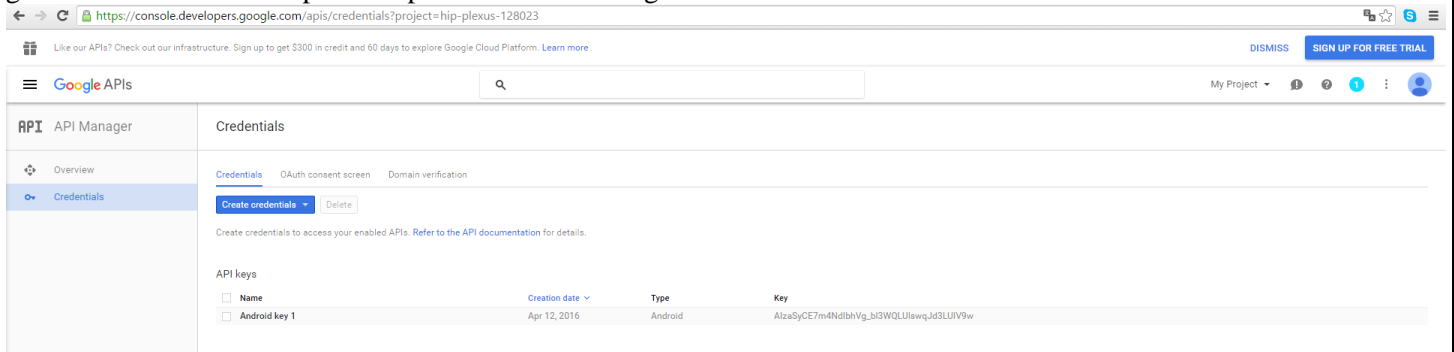 https://console.developers.google.com/apis/credentials?project=hip-plexus-128023
Like our APIs? Check out our infrastructure. Sign up to get $300 in credit and 60 days to explore Google Cloud Platform. Learn more DISMISS SIGN UP FOR FREE TRIAL
Google APIs My Project 1
API API Manager Credentials
Overview Credentials OAuth consent screen Domain verification
Credentials Create credentials Delete
Create credentials to access your enabled APIs. Refer to the API documentation for details.
API keys
Name Creation date Type Key
Android key 1 Apr 12, 2016 Android